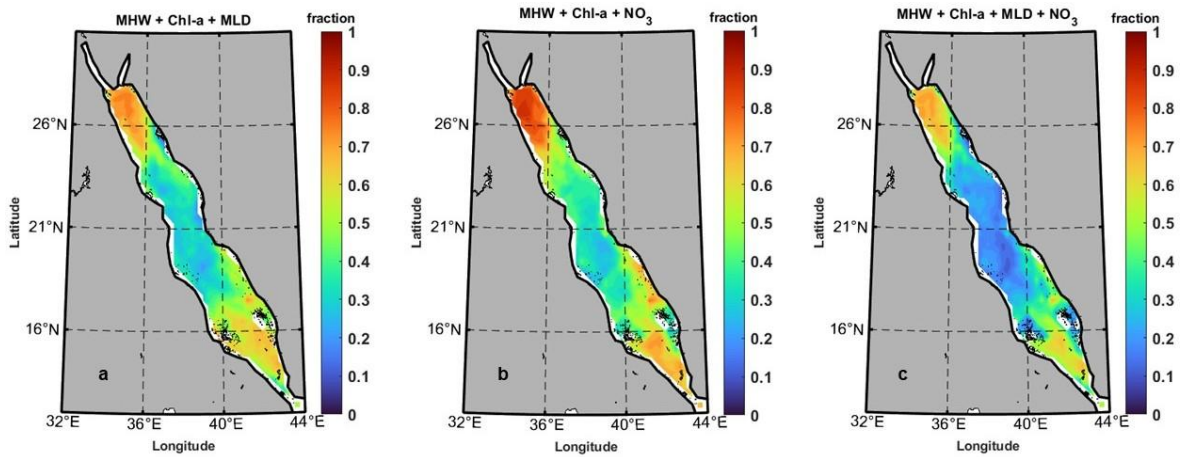 MHW + Chl-a + MLD
fraction
1
0.9
0.8
0.7
0.6
0.5
0.4
0.3
0.2
0.1
0
26°N
21°N
16°N
Latitude
a
32°E 36°E 40°E 44°E
Longitude
MHW + Chl-a + NO3
fraction
1
0.9
0.8
0.7
0.6
0.5
0.4
0.3
0.2
0.1
0
26°N
21°N
16°N
Latitude
b
32°E 36°E 40°E 44°E
Longitude
MHW + Chl-a + MLD + NO3
fraction
1
0.9
0.8
0.7
0.6
0.5
0.4
0.3
0.2
0.1
0
26°N
21°N
16°N
Latitude
c
32°E 36°E 40°E 44°E
Longitude